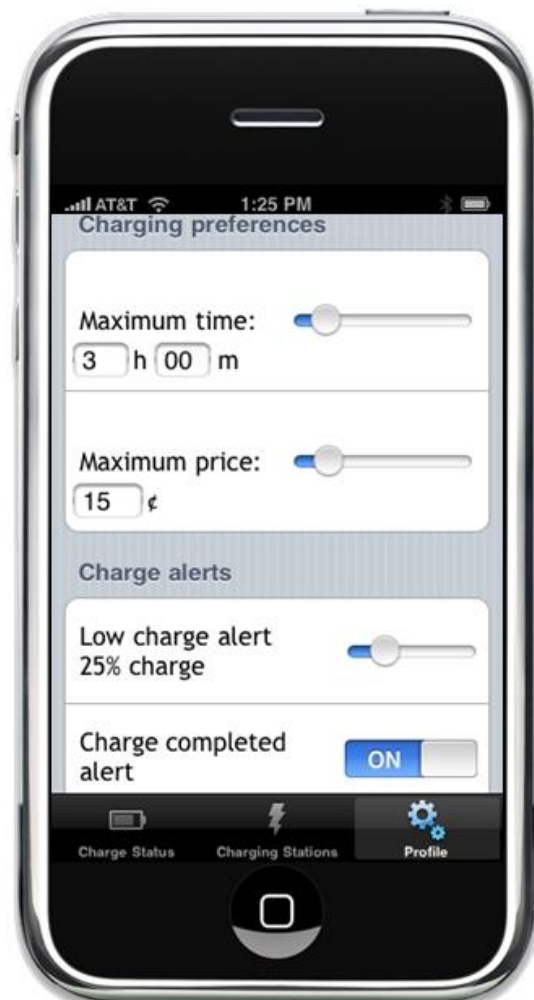 AT&T 1:25 PM
Charging preferences
Maximum time:
3 h 00 m
Maximum price:
15 ¢
Charge alerts
Low charge alert
25% charge
Charge completed
alert
ON
Charge Status Charging Stations Profile